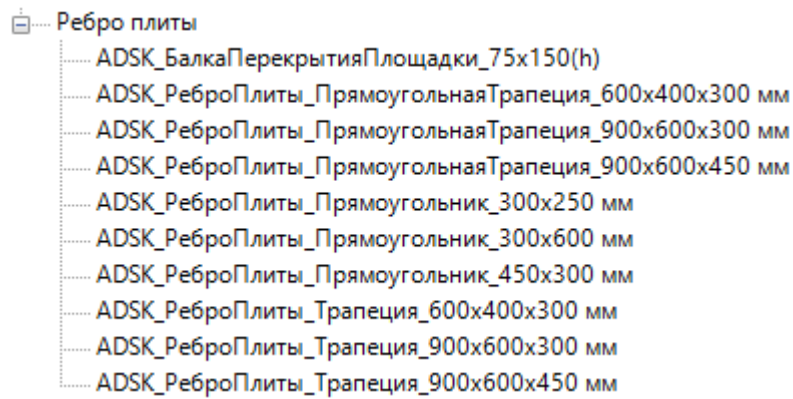 Ребро плиты
ADSK_БалкаПерекрытияПлощадки_75x150(h)
ADSK_РеброПлиты_ПрямоугольнаяТрапеция_600x400x300 мм
ADSK_РеброПлиты_ПрямоугольнаяТрапеция_900x600x300 мм
ADSK_РеброПлиты_ПрямоугольнаяТрапеция_900x600x450 мм
ADSK_РеброПлиты_Прямоугольник_300x250 мм
ADSK_РеброПлиты_Прямоугольник_300x600 мм
ADSK_РеброПлиты_Прямоугольник_450x300 мм
ADSK_РеброПлиты_Трапеция_600x400x300 мм
ADSK_РеброПлиты_Трапеция_900x600x300 мм
ADSK_РеброПлиты_Трапеция_900x600x450 мм